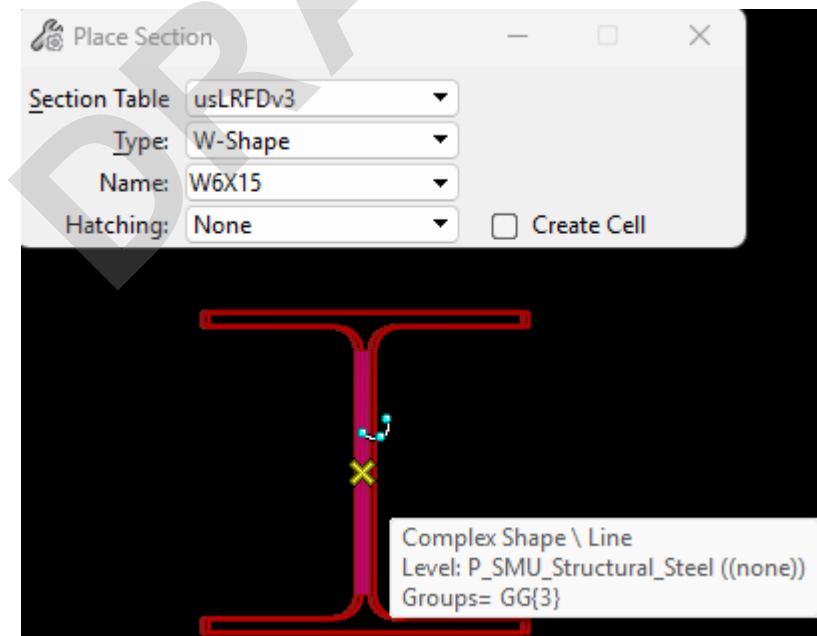 Place Section
Section Table usLRFDv3
Type: W-Shape
Name: W6X15
Hatching: None Create Cell
Complex Shape \ Line
Level: P_SMU_Structural_Steel ((none))
Groups= GG{3}
DRA